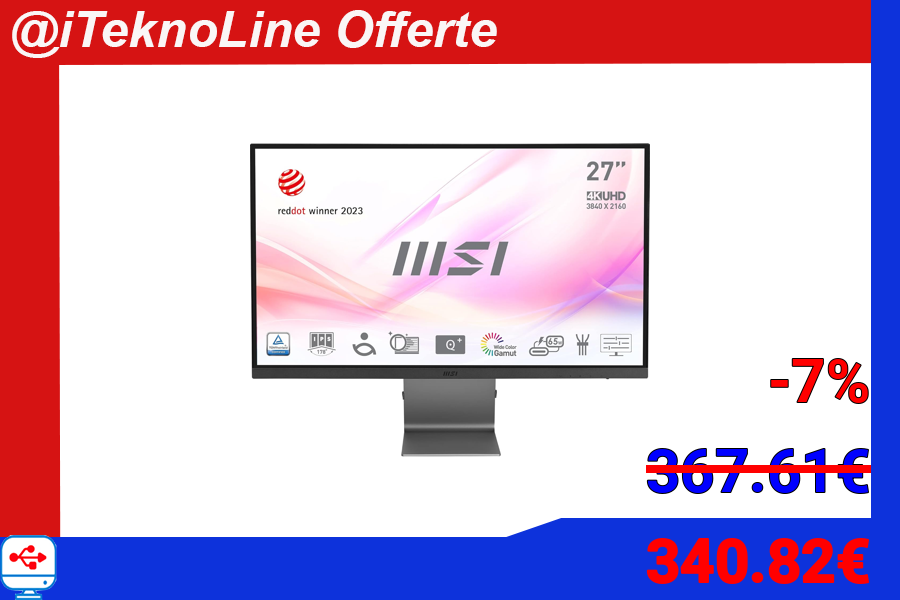 @iTeknoLine Offerte
27”
4K UHD
3840 X 2160
reddot winner 2023
msi
178°
Q+
Wide Color
Gamut
65W
msi
-7%
367.61€
340.82€